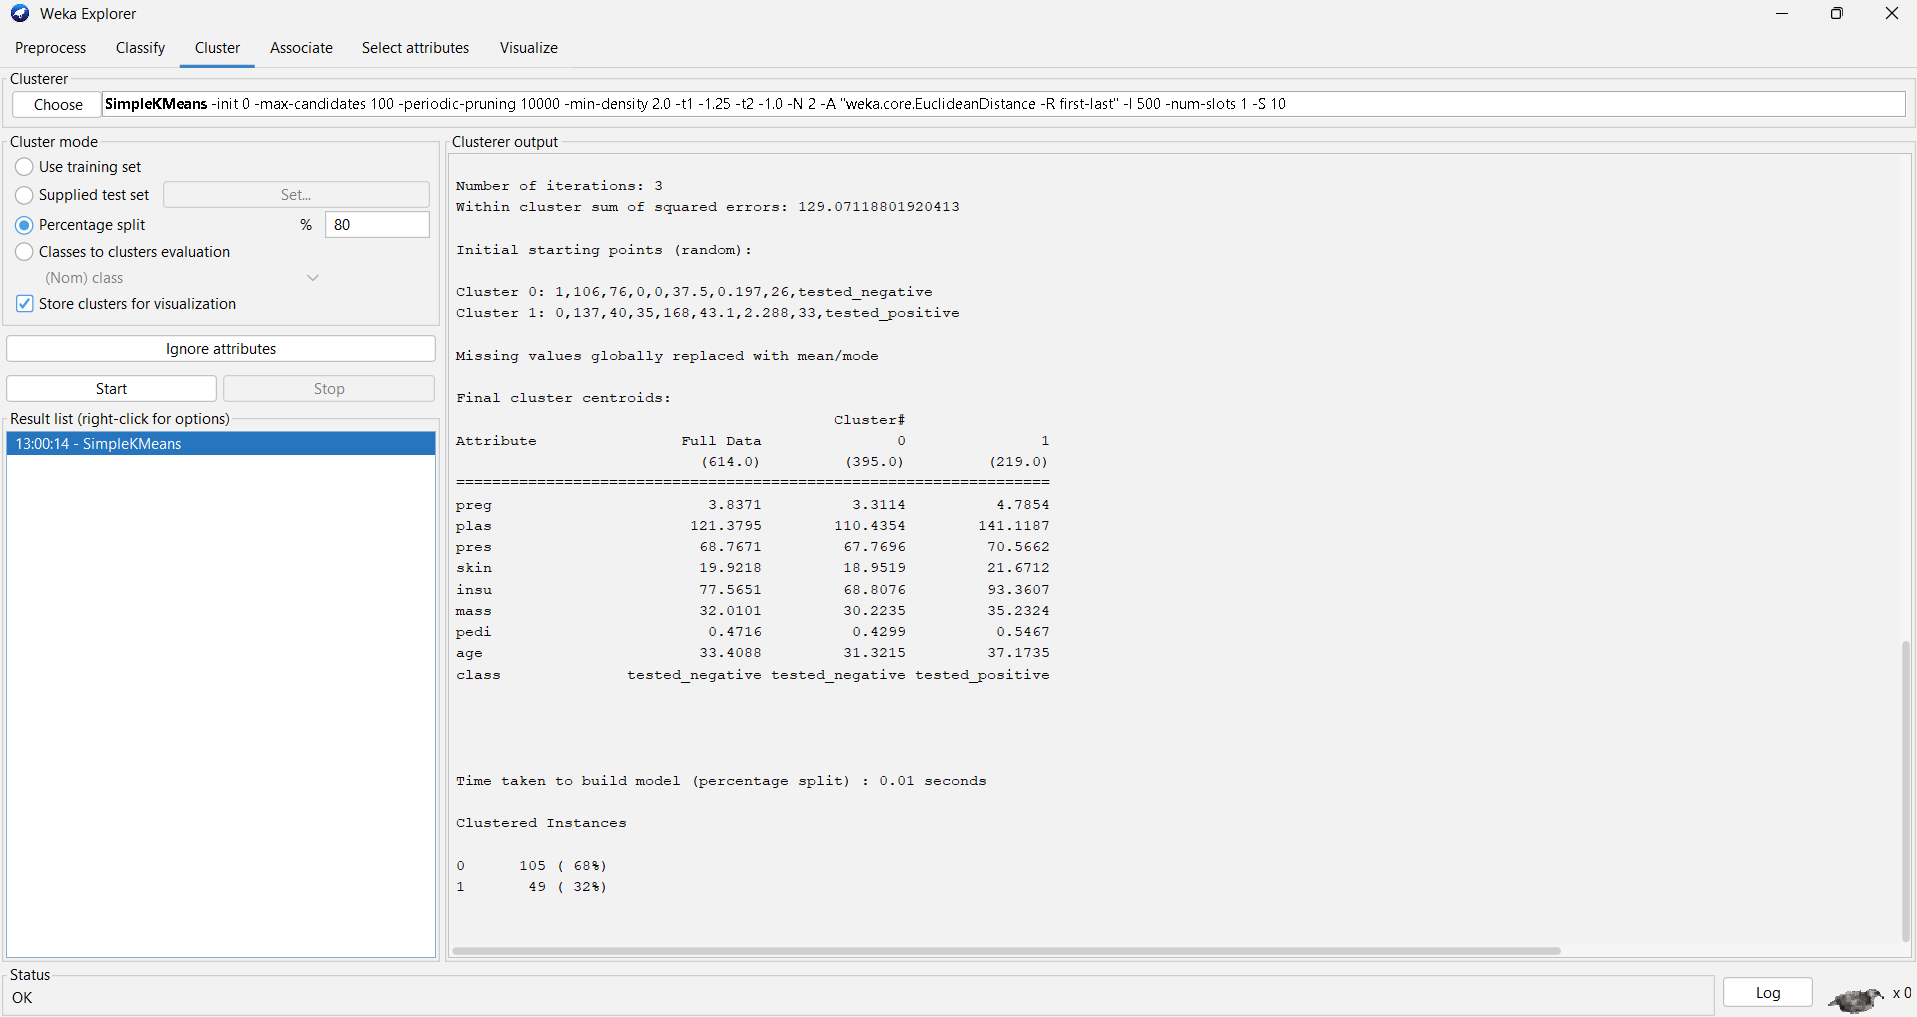 Weka Explorer
Preprocess Classify Cluster Associate Select attributes Visualize
Clusterer
Choose SimpleKMeans -init 0 -max-candidates 100 -periodic-pruning 10000 -min-density 2.0 -t1 -1.25 -t2 -1.0 -N 2 -A "weka.core.EuclideanDistance -R first-last" -I 500 -num-slots 1 -S 10
Cluster mode
Use training set
Supplied test set Set...
Percentage split % 80
Classes to clusters evaluation
(Nom) class
Store clusters for visualization
Ignore attributes
Start Stop
Result list (right-click for options)
13:00:14 - SimpleKMeans
Clusterer output
Number of iterations: 3
Within cluster sum of squared errors: 129.07118801920413
Initial starting points (random):
Cluster 0: 1,106,76,0,0,37.5,0.197,26,tested_negative
Cluster 1: 0,137,40,35,168,43.1,2.288,33,tested_positive
Missing values globally replaced with mean/mode
Final cluster centroids:
Cluster#
Attribute Full Data 0 1
(614.0) (395.0) (219.0)
==================================================================
preg 3.8371 3.3114 4.7854
plas 121.3795 110.4354 141.1187
pres 68.7671 67.7696 70.5662
skin 19.9218 18.9519 21.6712
insu 77.5651 68.8076 93.3607
mass 32.0101 30.2235 35.2324
pedi 0.4716 0.4299 0.5467
age 33.4088 31.3215 37.1735
class tested_negative tested_negative tested_positive
Time taken to build model (percentage split) : 0.01 seconds
Clustered Instances
0 105 ( 68%)
1 49 ( 32%)
Status
OK
Log x 0